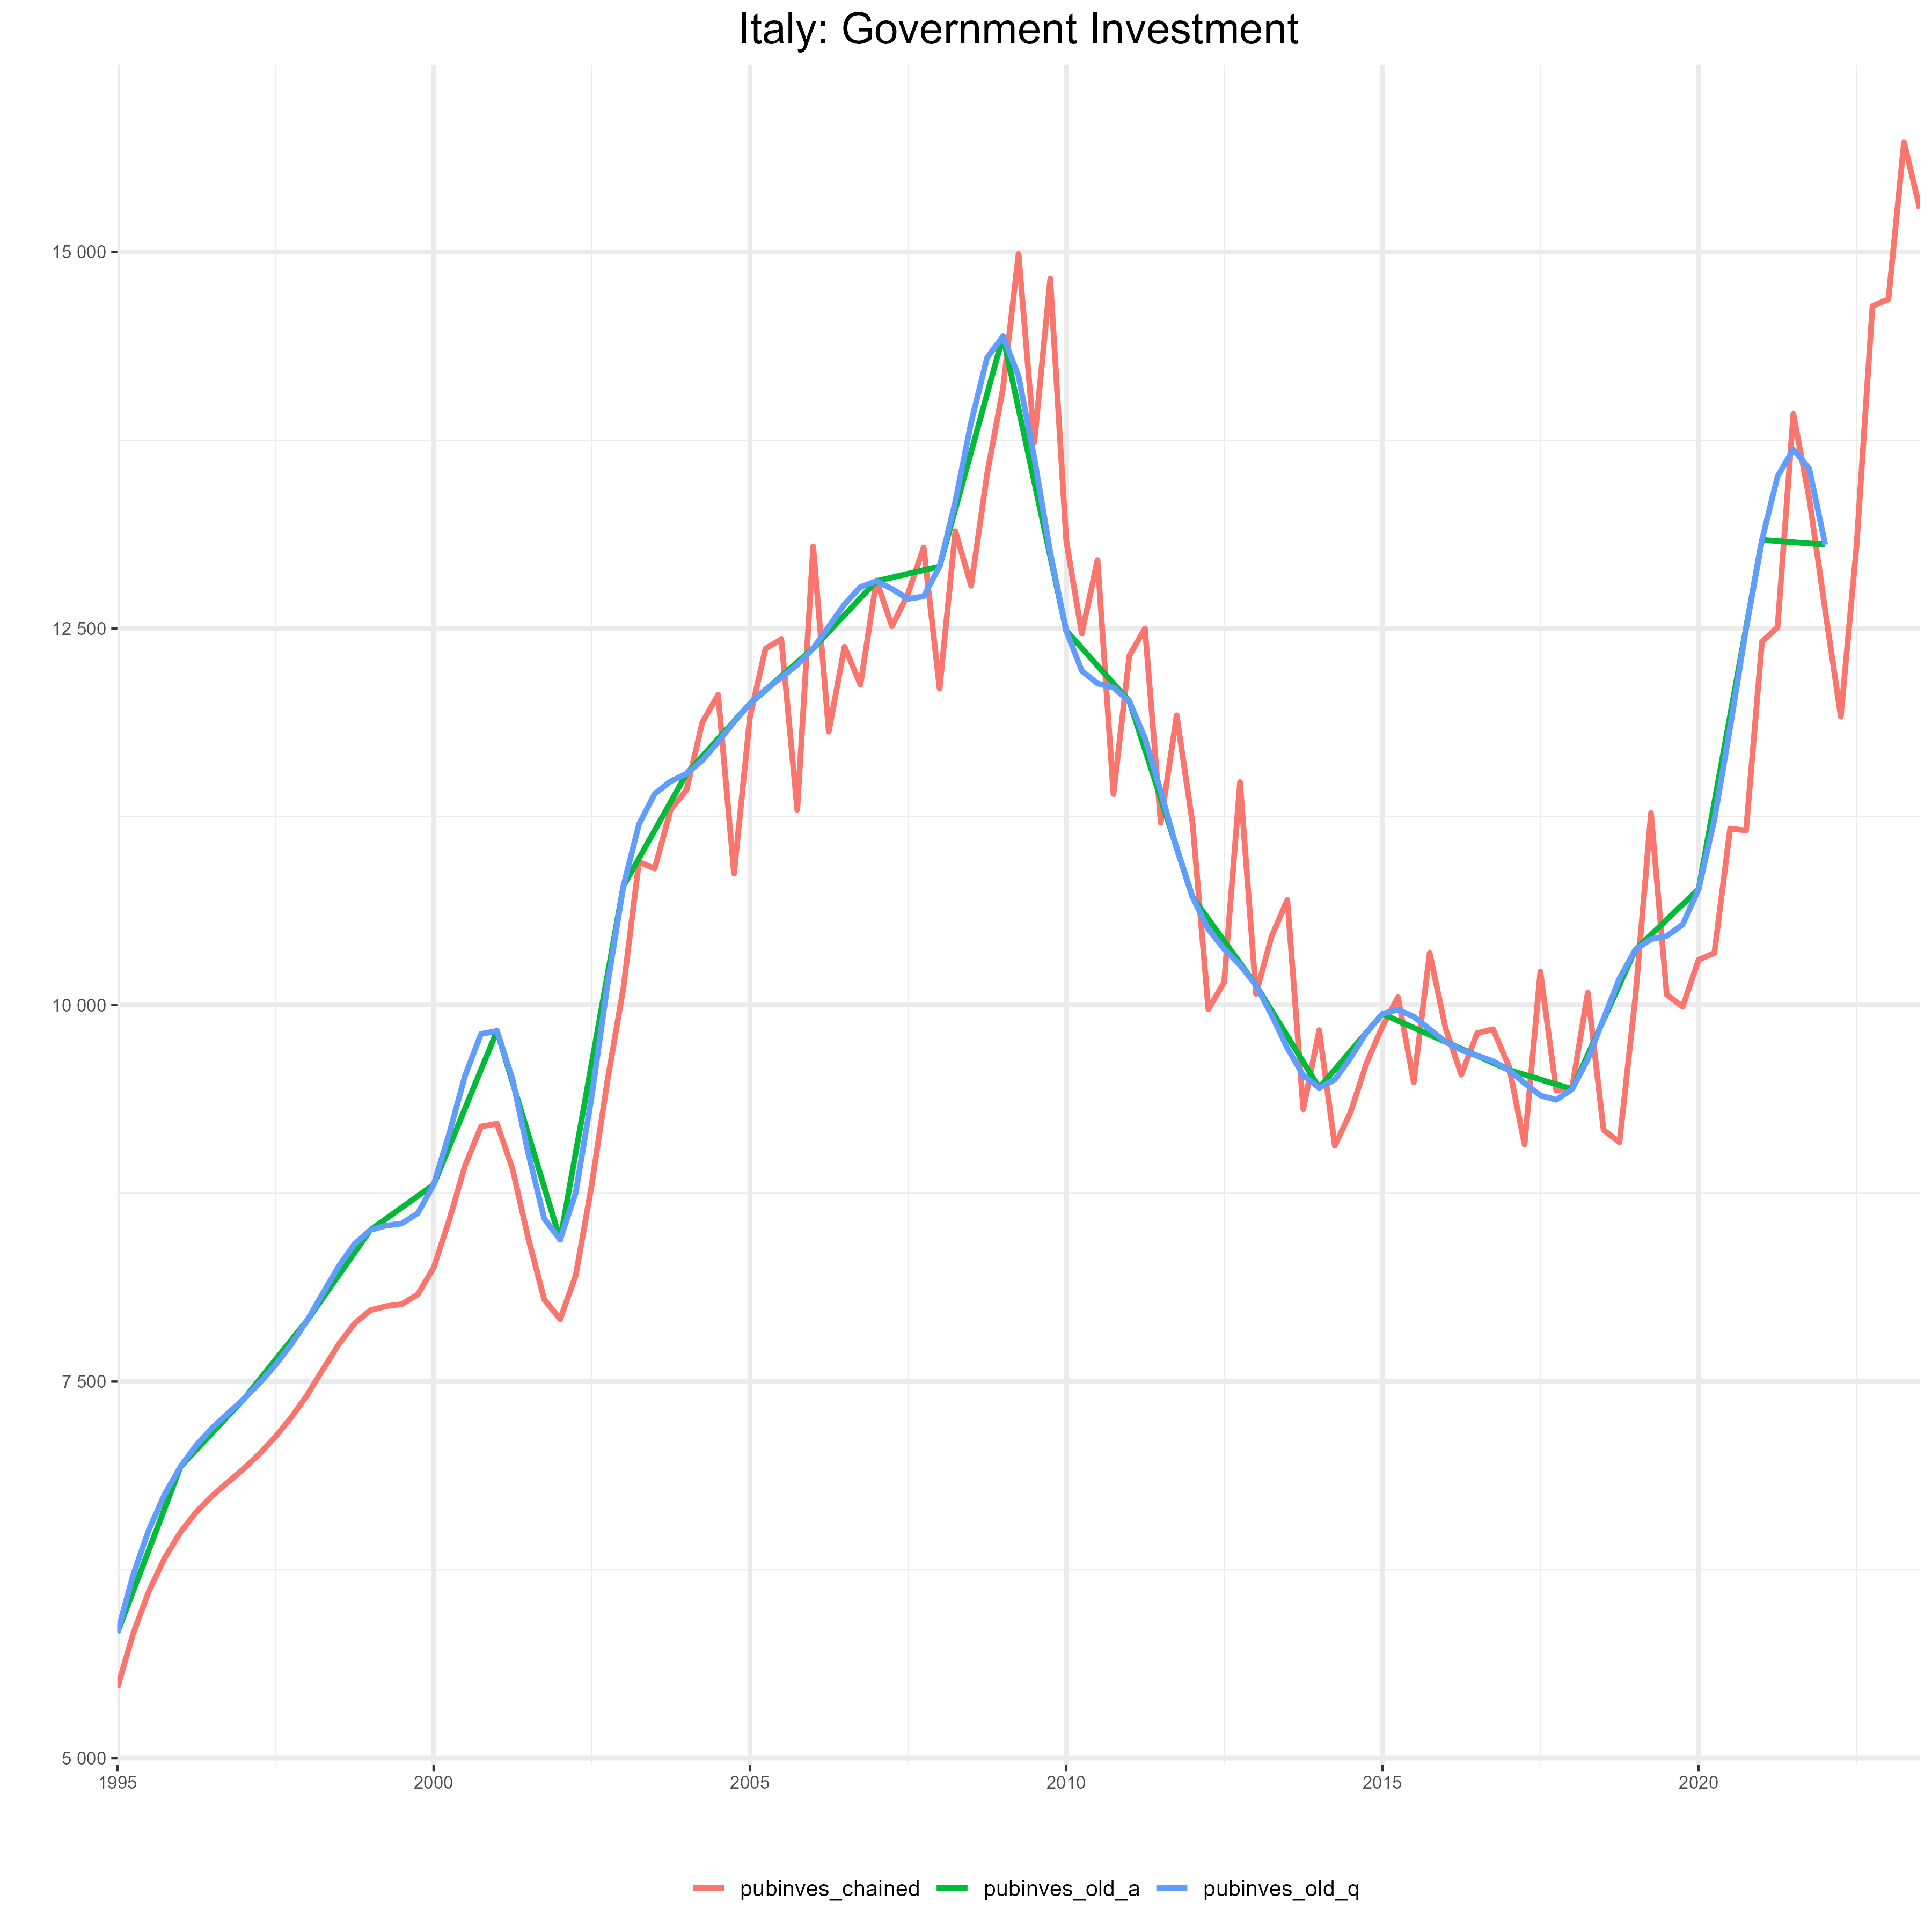 Italy: Government Investment
15 000
12 500
10 000
7 500
5 000
1995 2000 2005 2010 2015 2020
pubinves_chained pubinves_old_a pubinves_old_q